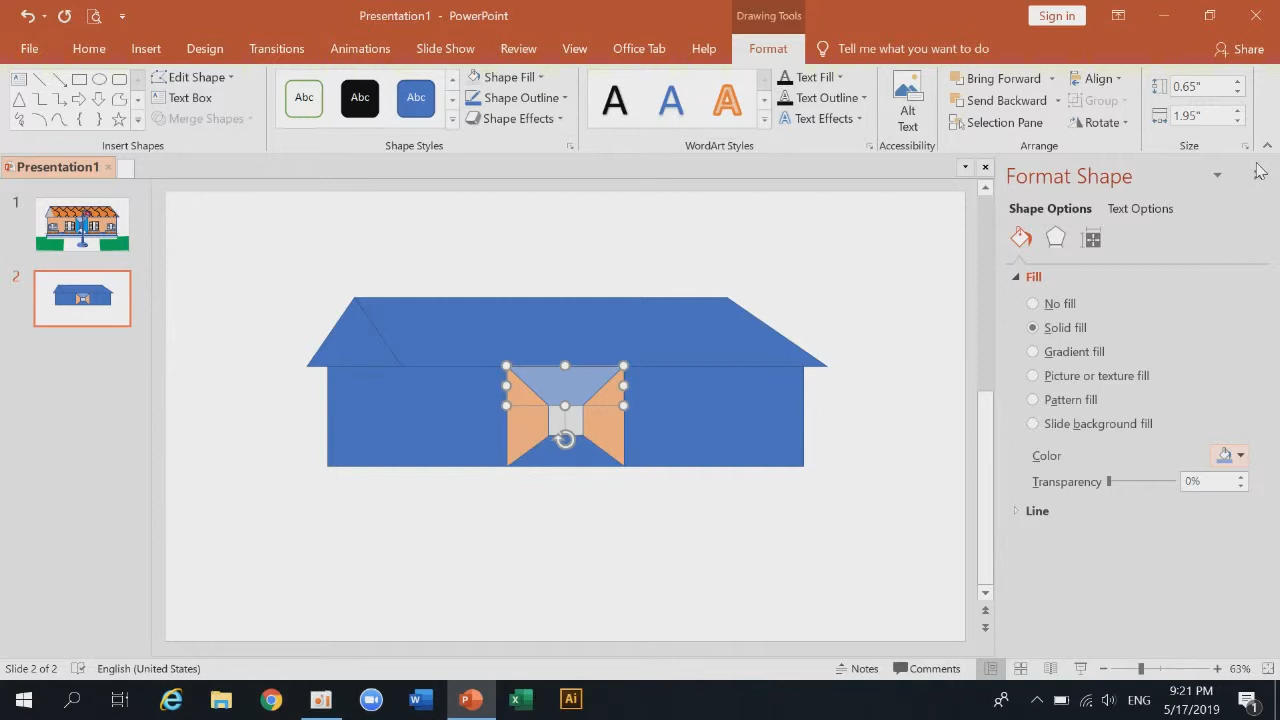 Presentation1 - PowerPoint
Drawing Tools
Sign in
File Home Insert Design Transitions Animations Slide Show Review View Office Tab Help Format Tell me what you want to do Share
Edit Shape
Text Box
Merge Shapes
Insert Shapes
Abc Abc Abc
Shape Fill
Shape Outline
Shape Effects
Shape Styles
Text Fill
Text Outline
Text Effects
WordArt Styles
Alt
Text
Accessibility
Bring Forward
Send Backward
Selection Pane
Align
Group
Rotate
Arrange
0.65"
1.95"
Size
Presentation1
1
2
Format Shape
Shape Options Text Options
Fill
No fill
Solid fill
Gradient fill
Picture or texture fill
Pattern fill
Slide background fill
Color
Transparency 0%
Line
Slide 2 of 2 English (United States) Notes Comments 63%
ENG
9:21 PM
5/17/2019
1